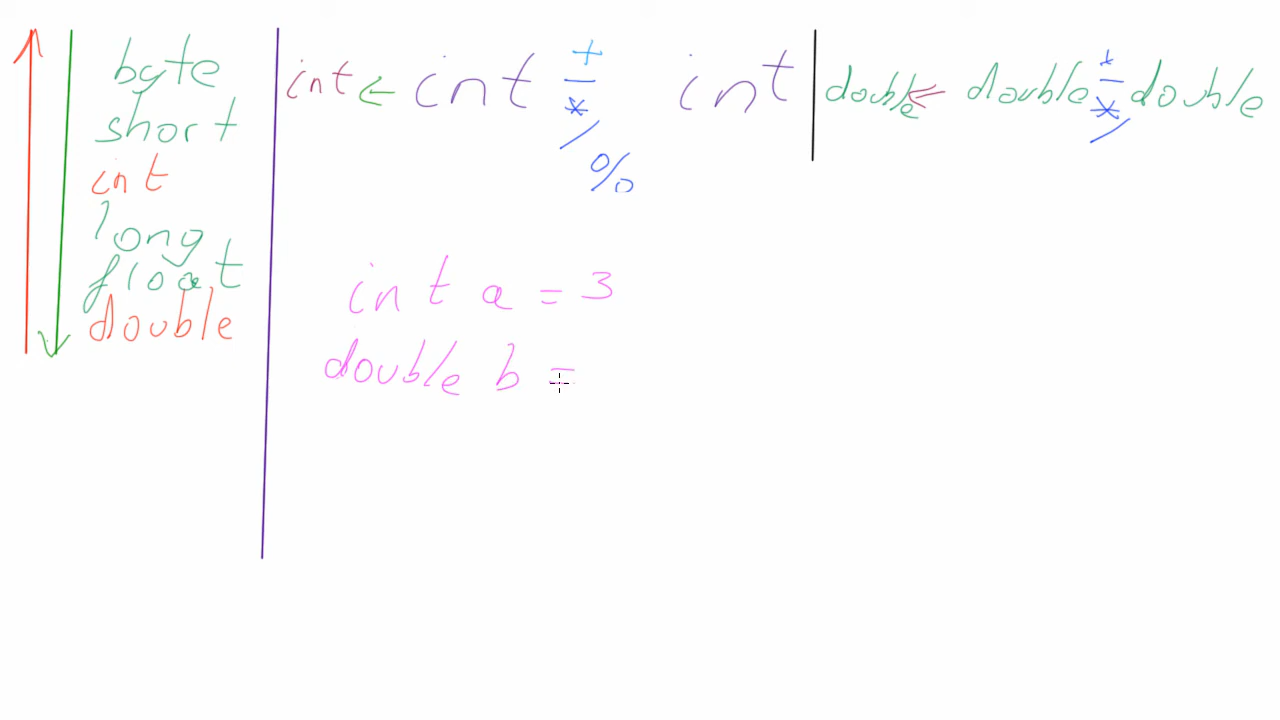 byte
short
int
long
float
double
int ← int + - * / % int
double ← double + - * / double
int a = 3
double b =